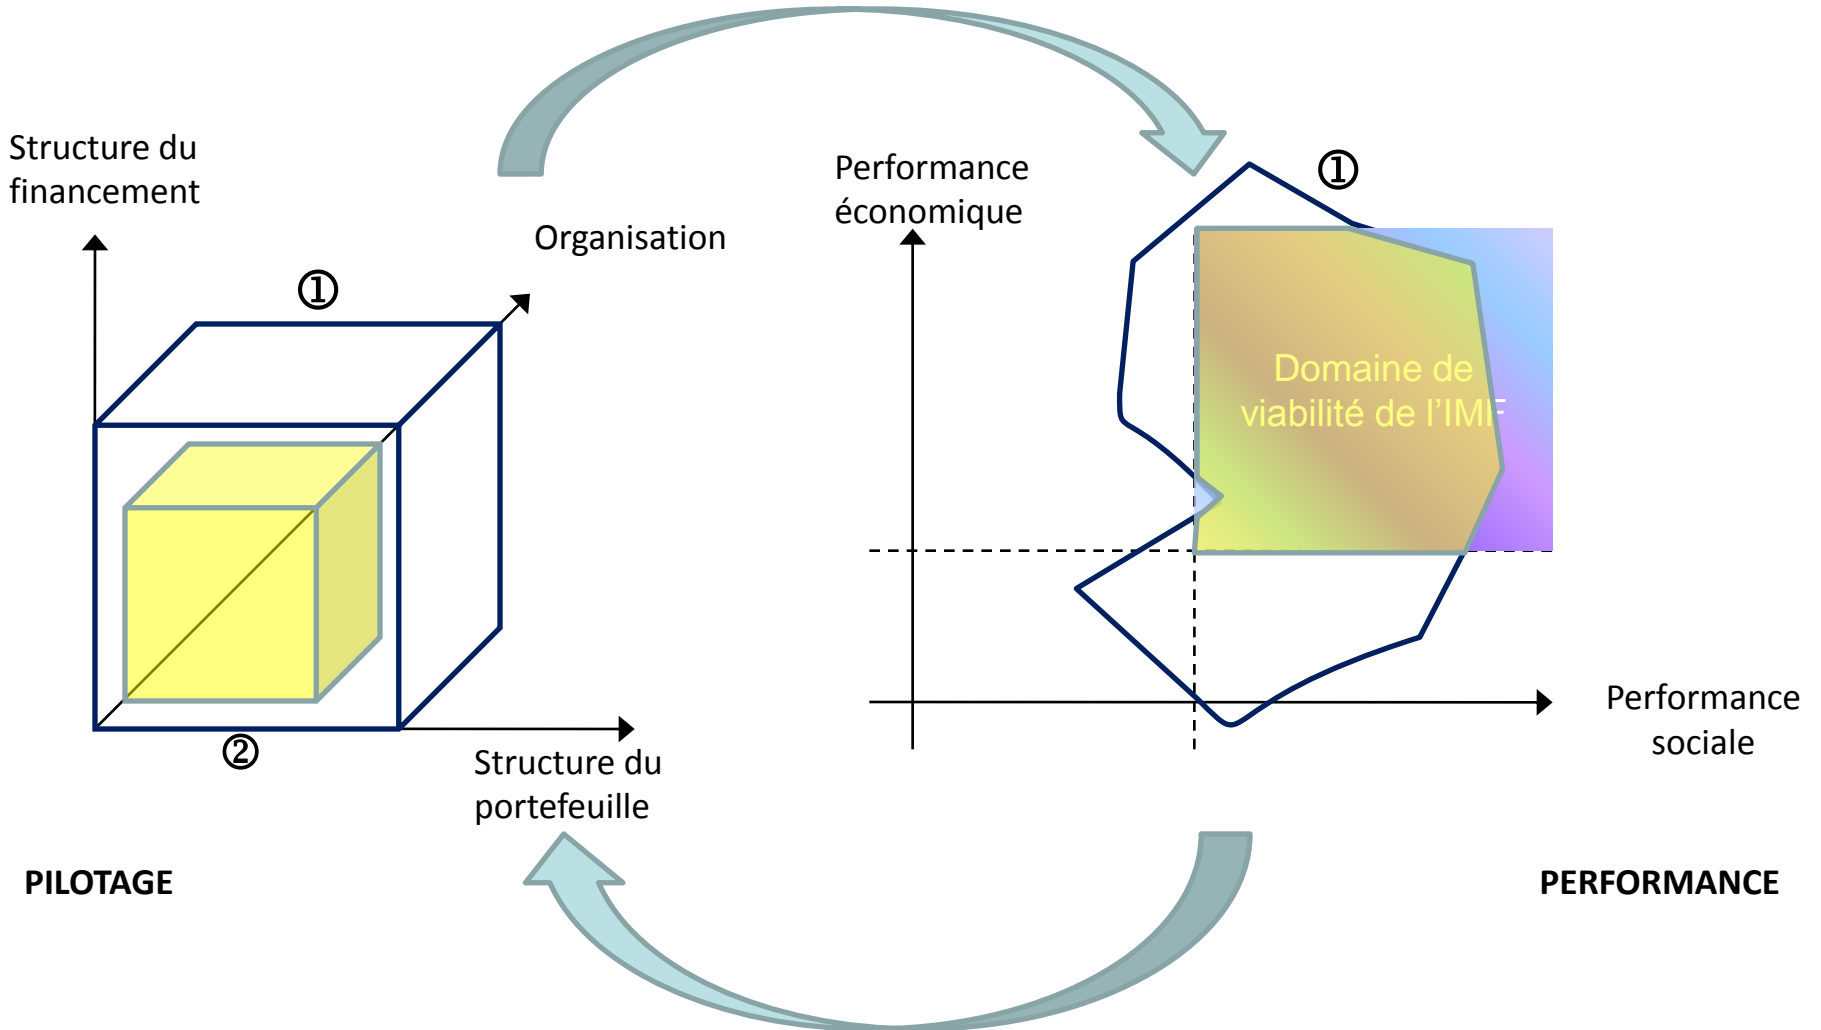 Structure du
financement
Organisation
①
②
Structure du
portefeuille
PILOTAGE
Performance
économique
①
Domaine de
viabilité de l’IMF
Performance
sociale
PERFORMANCE